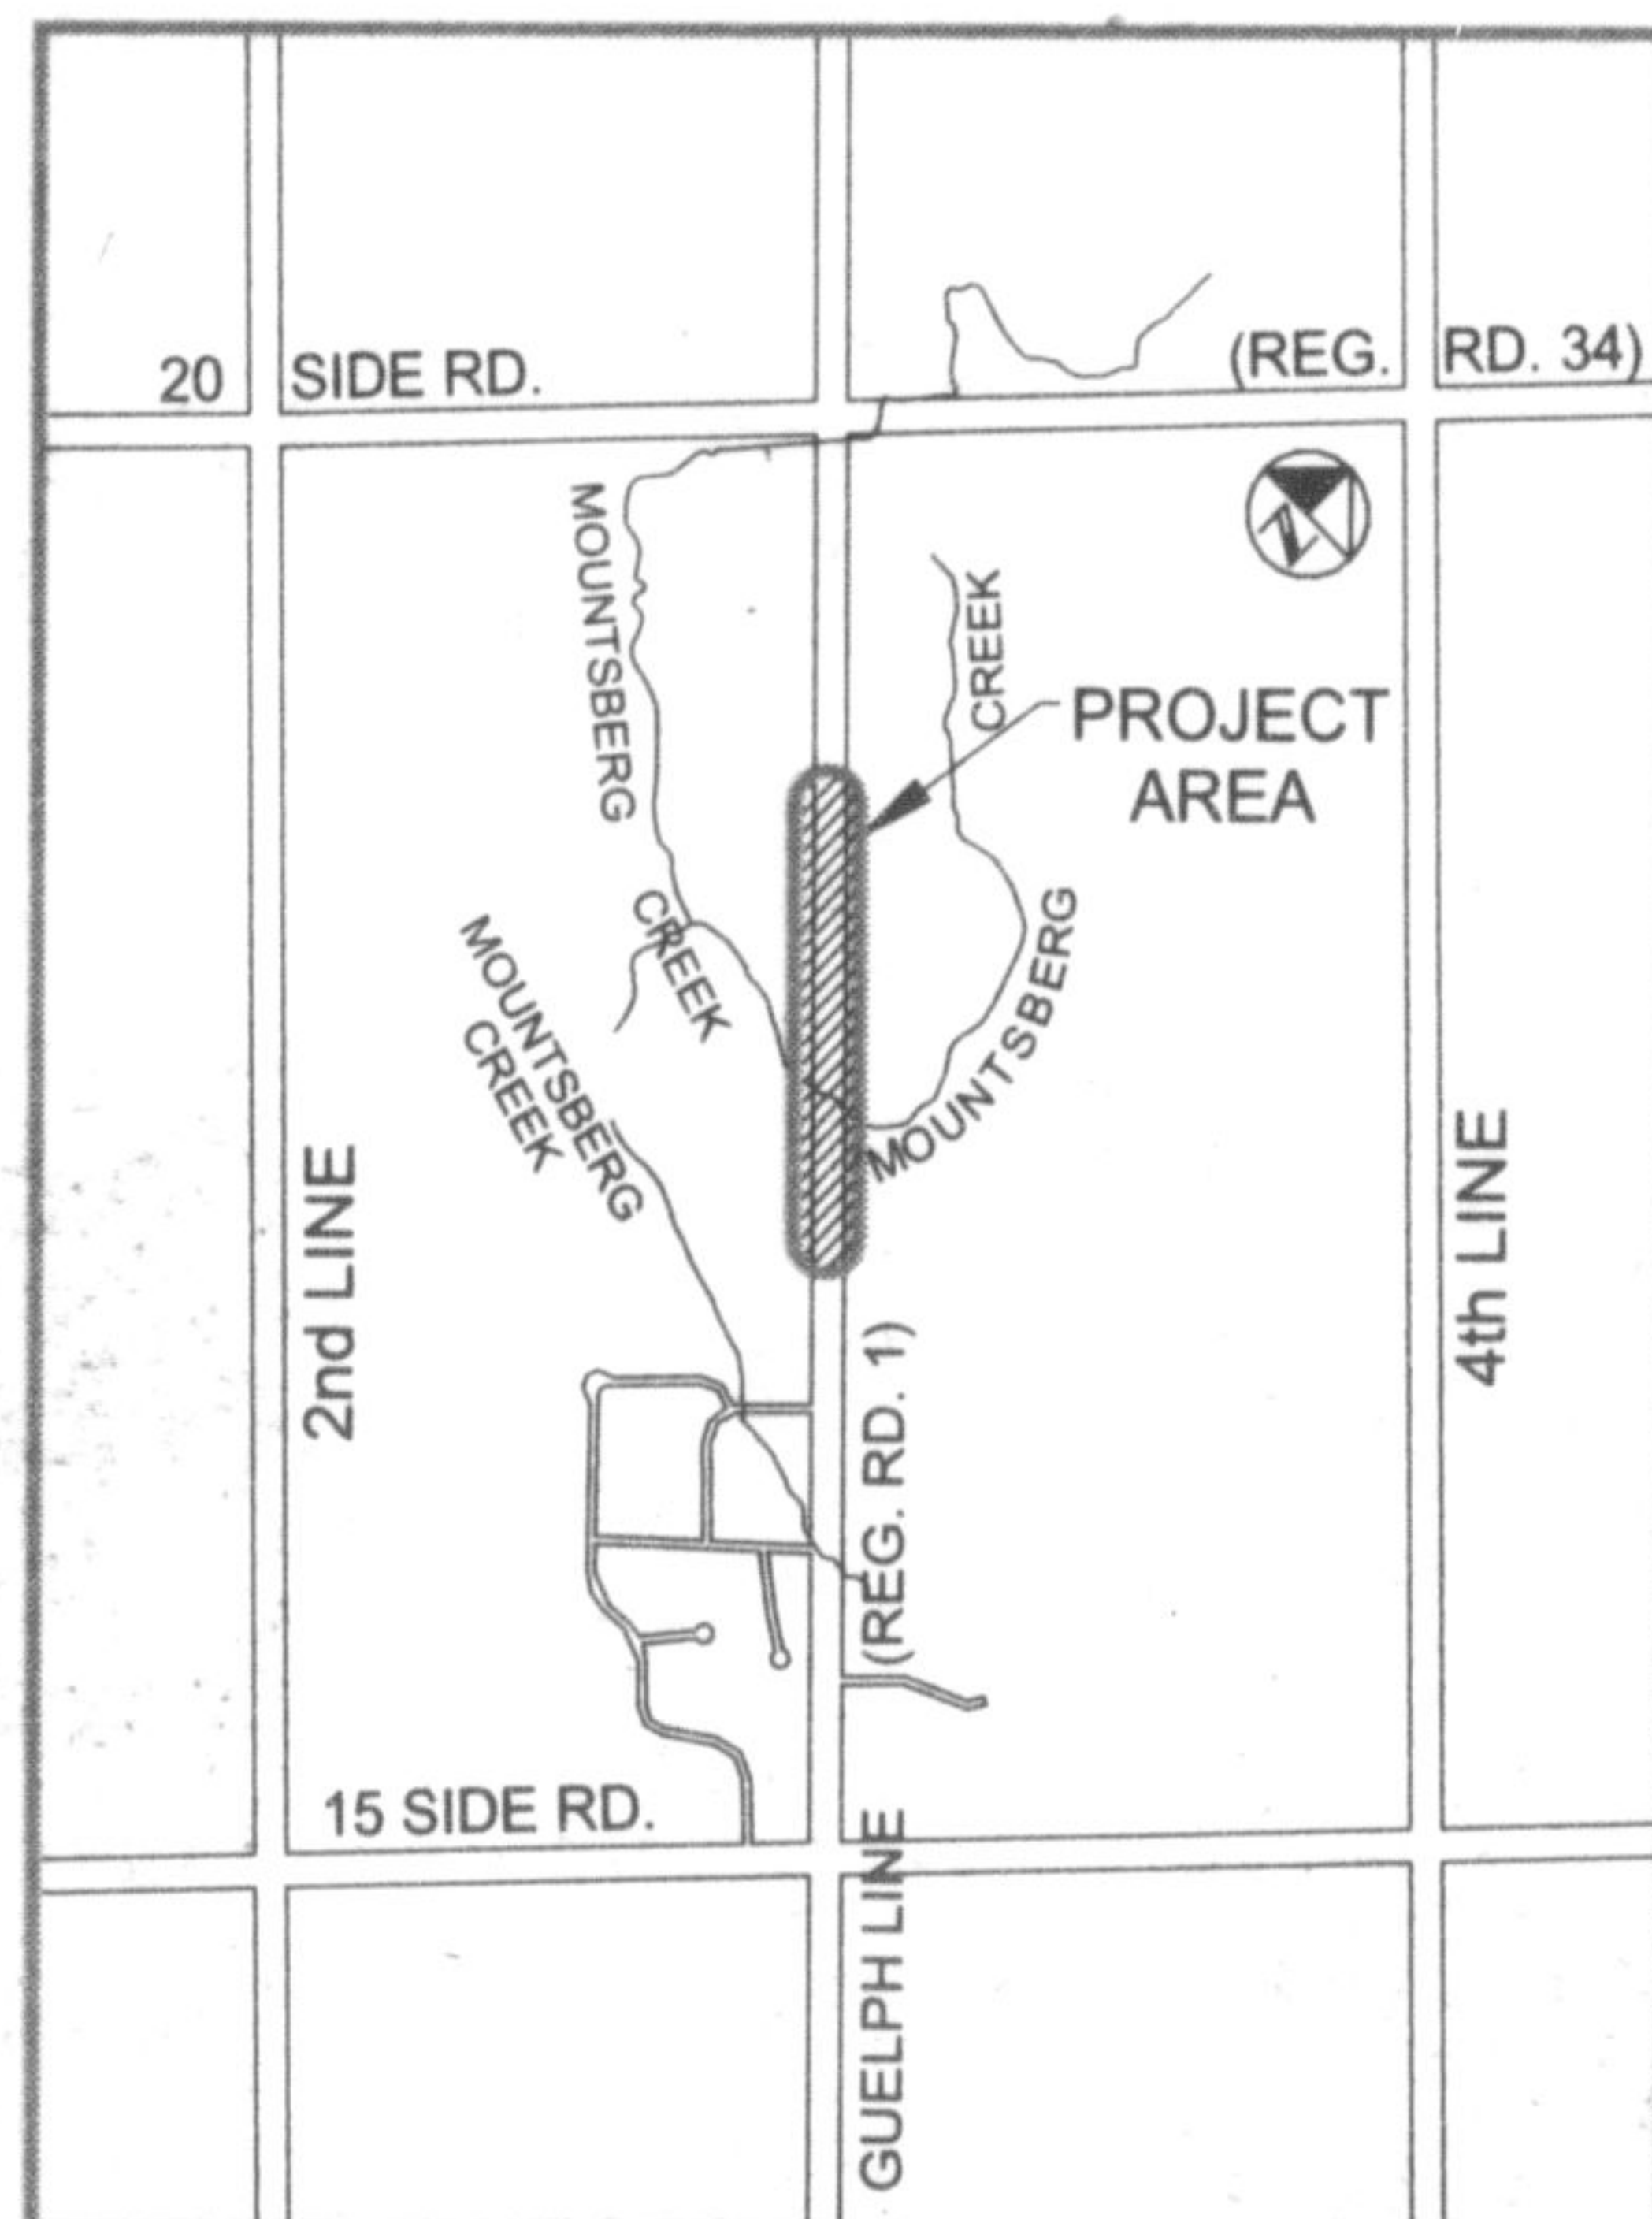 20 SIDE RD. (REG. RD. 34)
MOUNTSBERG
CREEK
CREEK
PROJECT
AREA
MOUNTSBERG
MOUNTSBERG
CREEK
2nd LINE
4th LINE
(REG. RD. 1)
15 SIDE RD.
GUELPH LINE